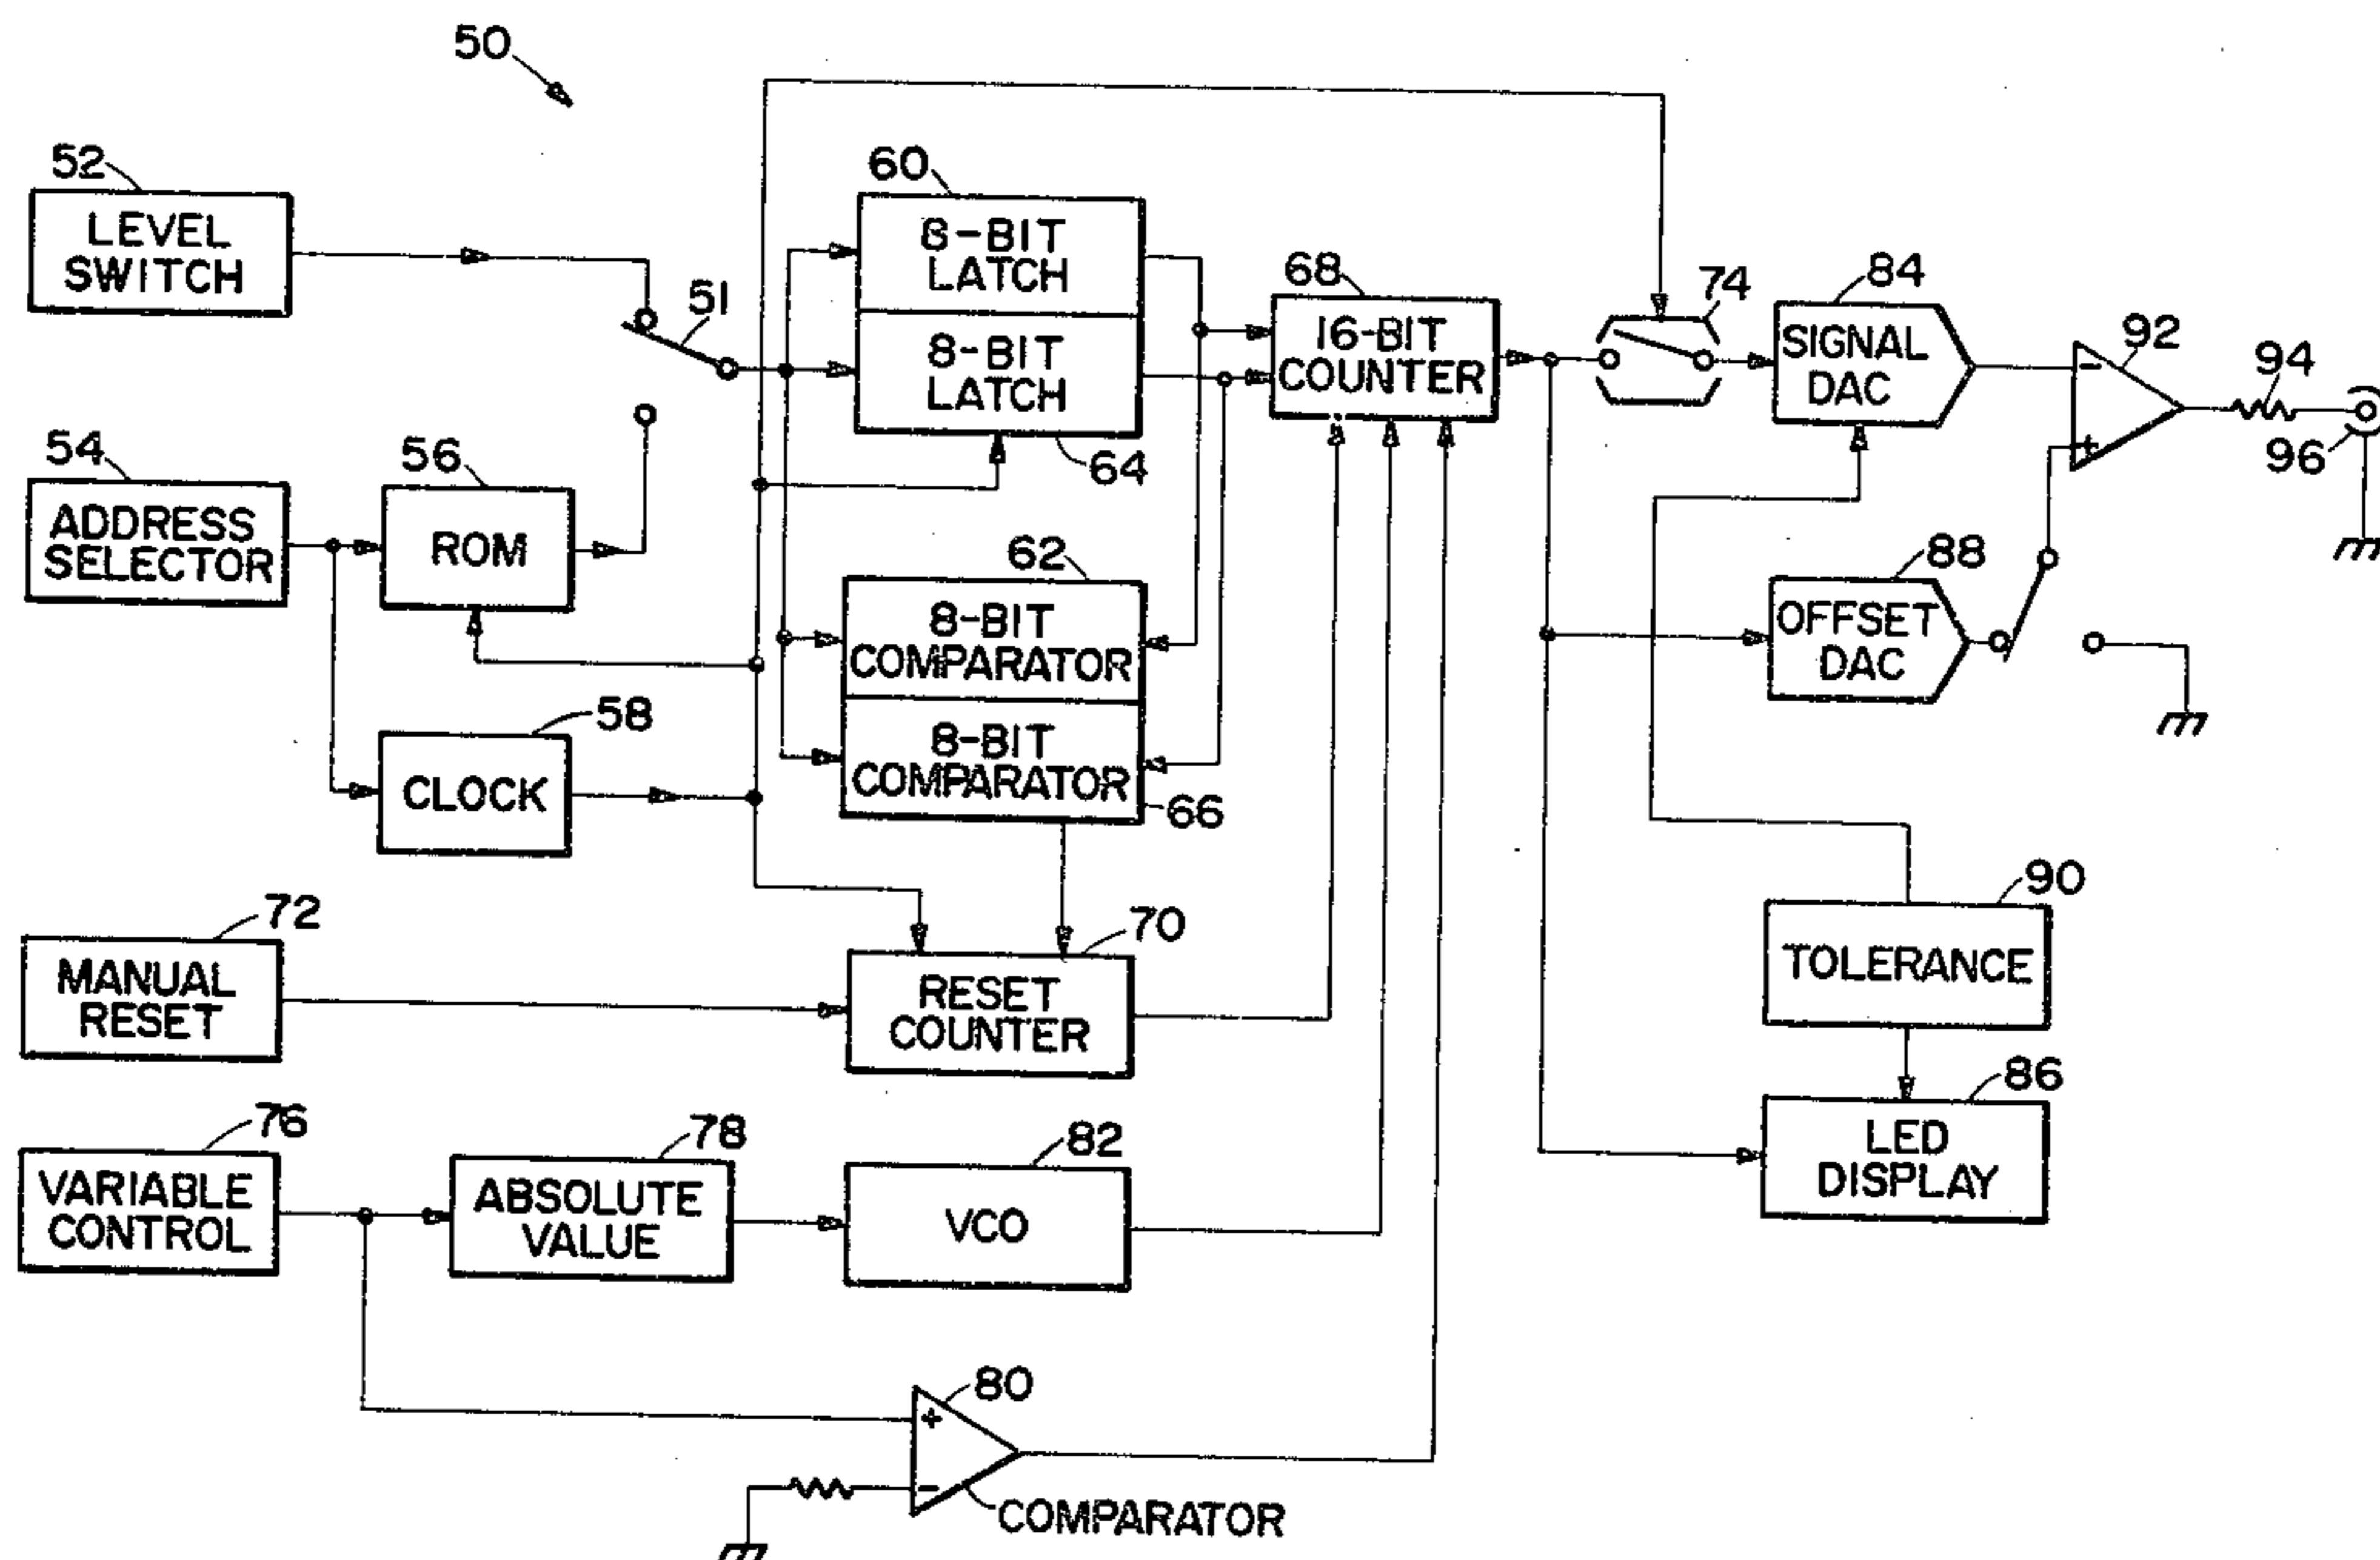 50
52
LEVEL
SWITCH
51
60
8-BIT
LATCH
8-BIT
LATCH
64
68
16-BIT
COUNTER
74
84
SIGNAL
DAC
92
-
+
94
96
54
ADDRESS
SELECTOR
56
ROM
62
8-BIT
COMPARATOR
8-BIT
COMPARATOR
66
88
OFFSET
DAC
58
CLOCK
72
MANUAL
RESET
70
RESET
COUNTER
90
TOLERANCE
76
VARIABLE
CONTROL
78
ABSOLUTE
VALUE
82
VCO
86
LED
DISPLAY
80
+
-
COMPARATOR